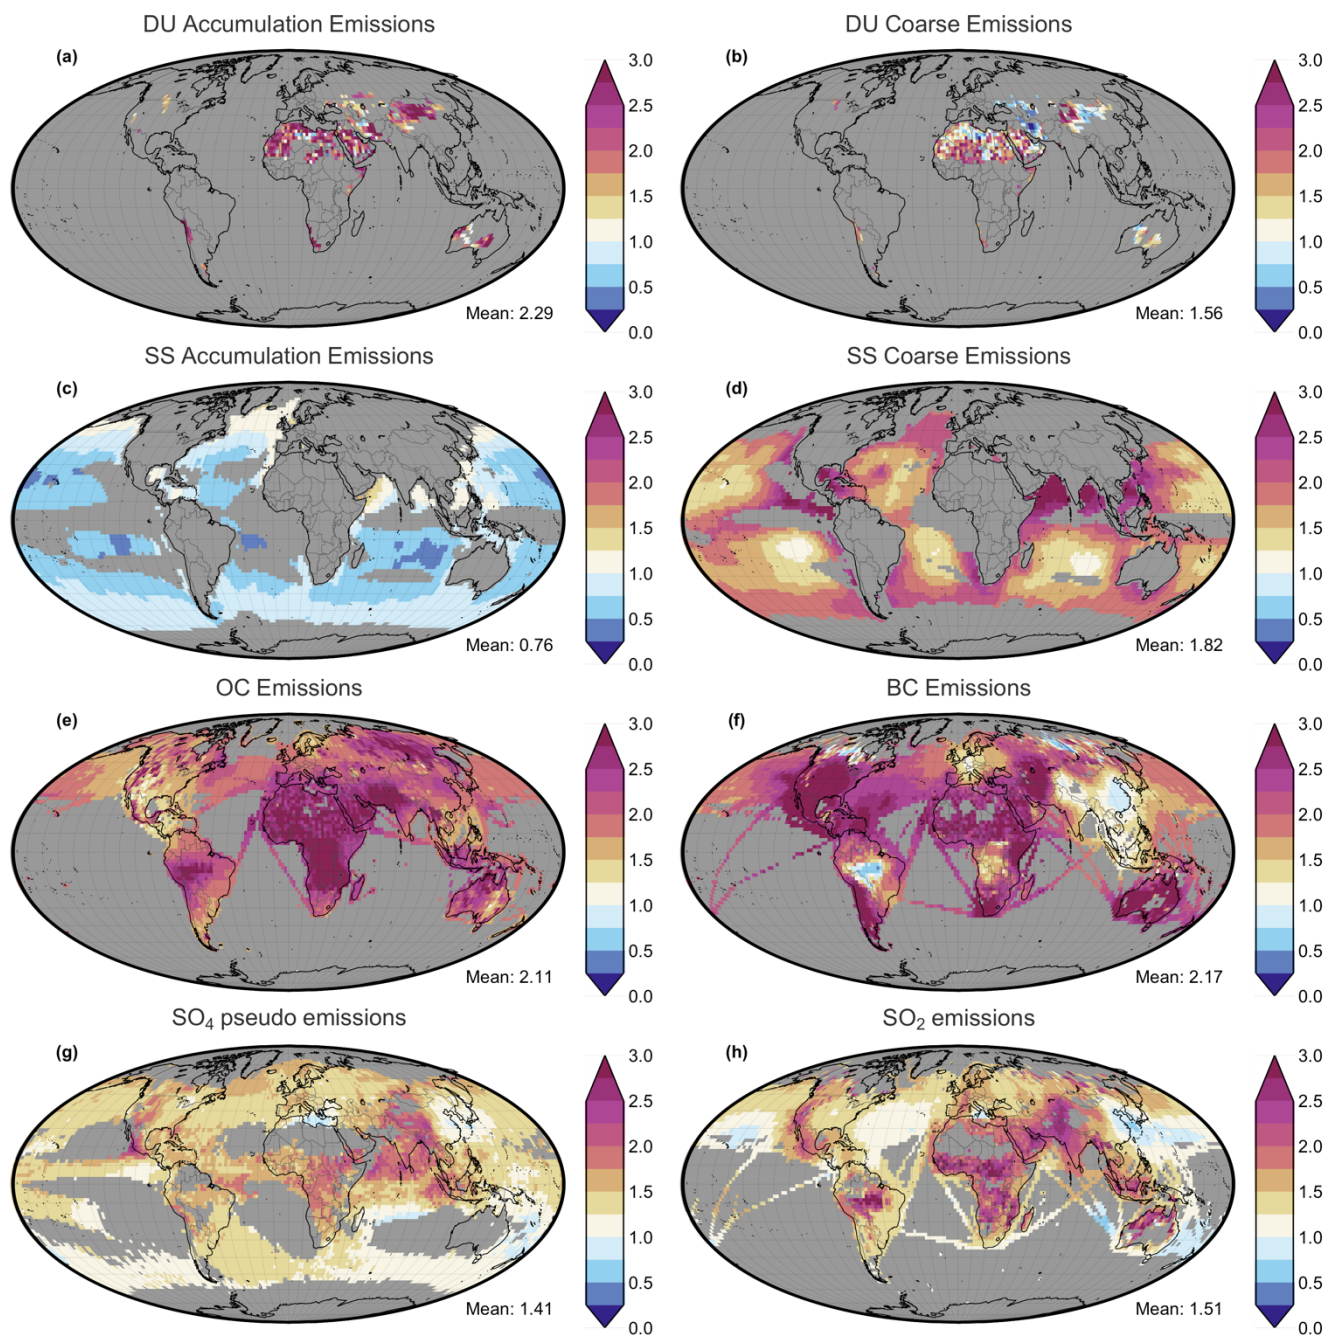 DU Accumulation Emissions
(a)
3.0
2.5
2.0
1.5
1.0
0.5
0.0
Mean: 2.29
DU Coarse Emissions
(b)
3.0
2.5
2.0
1.5
1.0
0.5
0.0
Mean: 1.56
SS Accumulation Emissions
(c)
3.0
2.5
2.0
1.5
1.0
0.5
0.0
Mean: 0.76
SS Coarse Emissions
(d)
3.0
2.5
2.0
1.5
1.0
0.5
0.0
Mean: 1.82
OC Emissions
(e)
3.0
2.5
2.0
1.5
1.0
0.5
0.0
Mean: 2.11
BC Emissions
(f)
3.0
2.5
2.0
1.5
1.0
0.5
0.0
Mean: 2.17
SO₄ pseudo emissions
(g)
3.0
2.5
2.0
1.5
1.0
0.5
0.0
Mean: 1.41
SO₂ emissions
(h)
3.0
2.5
2.0
1.5
1.0
0.5
0.0
Mean: 1.51